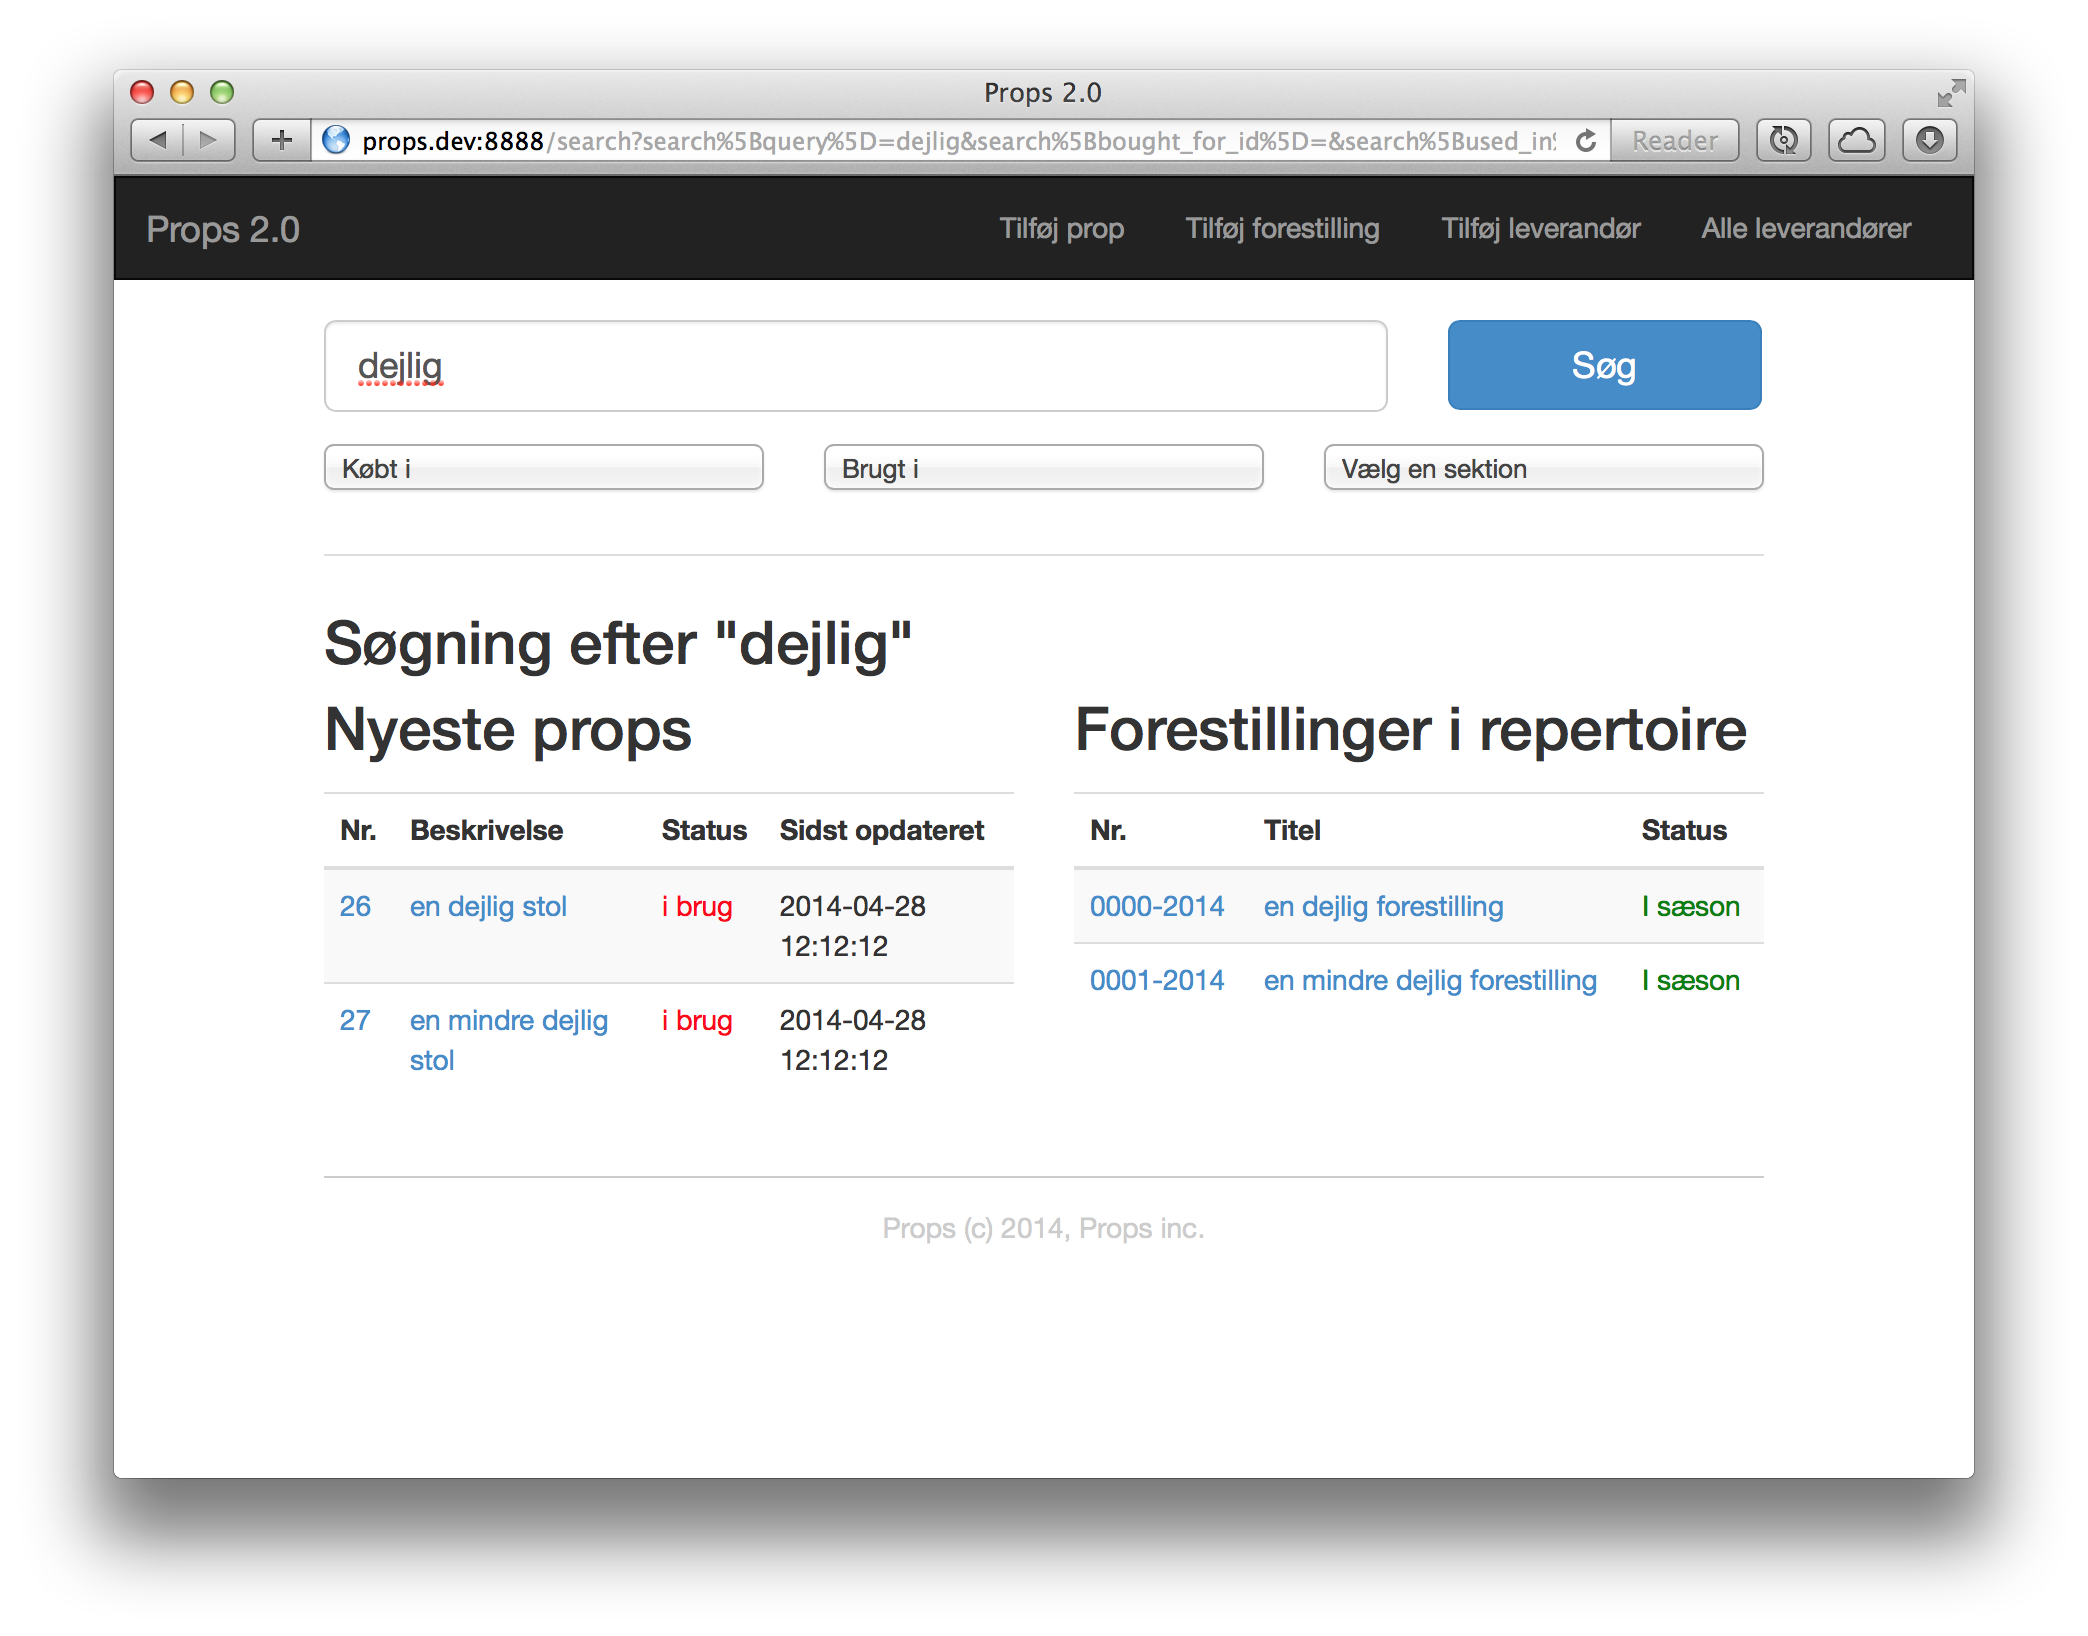 Props 2.0
props.dev:8888/search?search%5Bquery%5D=dejlig&search%5Bbought_for_id%5D=&search%5Bused_in%
Reader
Props 2.0
Tilføj prop
Tilføj forestilling
Tilføj leverandør
Alle leverandører
dejlig
Søg
Købt i
Brugt i
Vælg en sektion
Søgning efter "dejlig"
Nyeste props
Nr. Beskrivelse Status Sidst opdateret
26 en dejlig stol i brug 2014-04-28
12:12:12
27 en mindre dejlig i brug 2014-04-28
stol 12:12:12
Forestillinger i repertoire
Nr. Titel Status
0000-2014 en dejlig forestilling I sæson
0001-2014 en mindre dejlig forestilling I sæson
Props (c) 2014, Props inc.